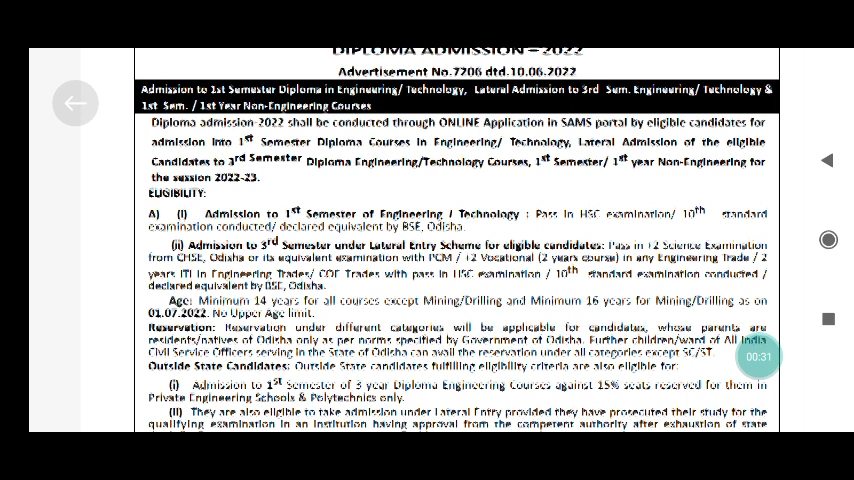 DIPLOMA ADMISSION – 2022
Advertisement No.7206 dtd.10.06.2022
Admission to 1st Semester Diploma in Engineering/ Technology, Lateral Admission to 3rd Sem. Engineering/ Technology &
1st Sem. / 1st Year Non-Engineering Courses
Diploma admission-2022 shall be conducted through ONLINE Application in SAMS portal by eligible candidates for
admission into 1st Semester Diploma Courses in Engineering/ Technology, Lateral Admission of the eligible
Candidates to 3rd Semester Diploma Engineering/Technology Courses, 1st Semester/ 1st year Non-Engineering for
the session 2022-23.
ELIGIBILITY:
A) (i) Admission to 1st Semester of Engineering / Technology : Pass in HSC examination/ 10th standard
examination conducted/ declared equivalent by BSE, Odisha.
(ii) Admission to 3rd Semester under Lateral Entry Scheme for eligible candidates: Pass in +2 Science Examination
from CHSE, Odisha or its equivalent examination with PCM / +2 Vocational (2 years course) in any Engineering Trade / 2
years ITI in Engineering Trades/ COE Trades with pass in HSC examination / 10th standard examination conducted /
declared equivalent by BSE, Odisha.
Age: Minimum 14 years for all courses except Mining/Drilling and Minimum 16 years for Mining/Drilling as on
01.07.2022. No Upper Age limit.
Reservation: Reservation under different categories will be applicable for candidates, whose parents are
residents/natives of Odisha only as per norms specified by Government of Odisha. Further children/ward of All India
Civil Service Officers serving in the State of Odisha can avail the reservation under all categories except SC/ST.
00:31
Outside State Candidates: Outside State candidates fulfilling eligibility criteria are also eligible for:
(i) Admission to 1st Semester of 3 year Diploma Engineering Courses against 15% seats reserved for them in
Private Engineering Schools & Polytechnics only.
(ii) They are also eligible to take admission under Lateral Entry provided they have prosecuted their study for the
qualifying examination in an institution having approval from the competent authority after exhaustion of state